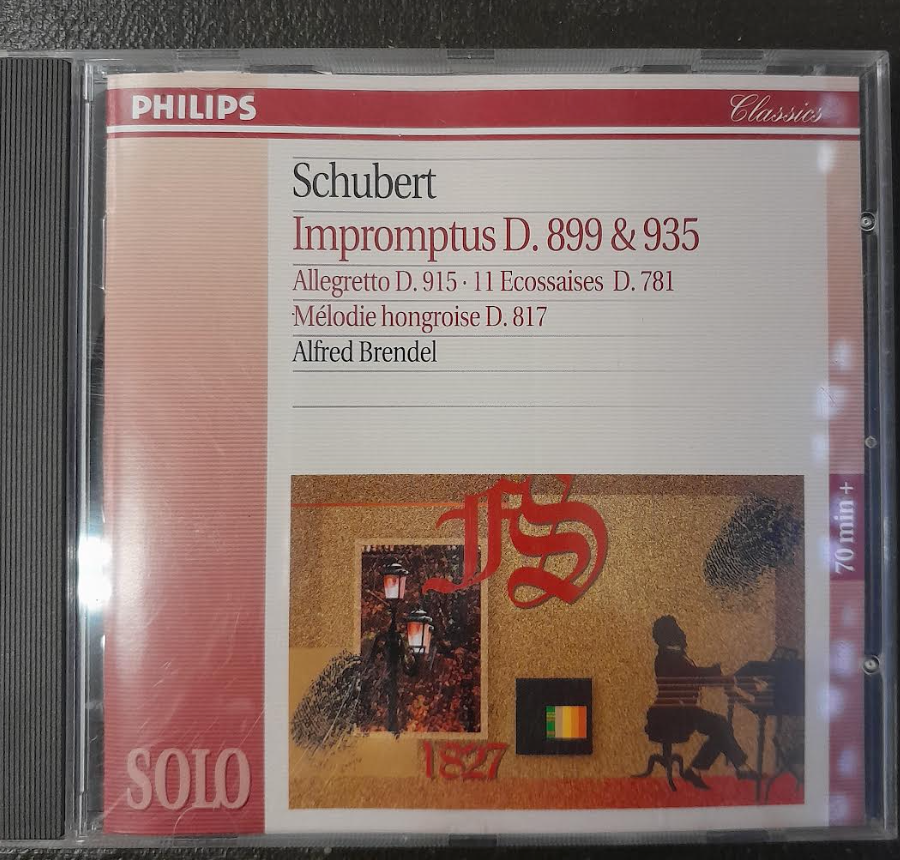 PHILIPS Classics
Schubert
Impromptus D. 899 & 935
Allegretto D. 915 · 11 Ecossaises D. 781
Mélodie hongroise D. 817
Alfred Brendel
FS
70 min +
1827
SOLO